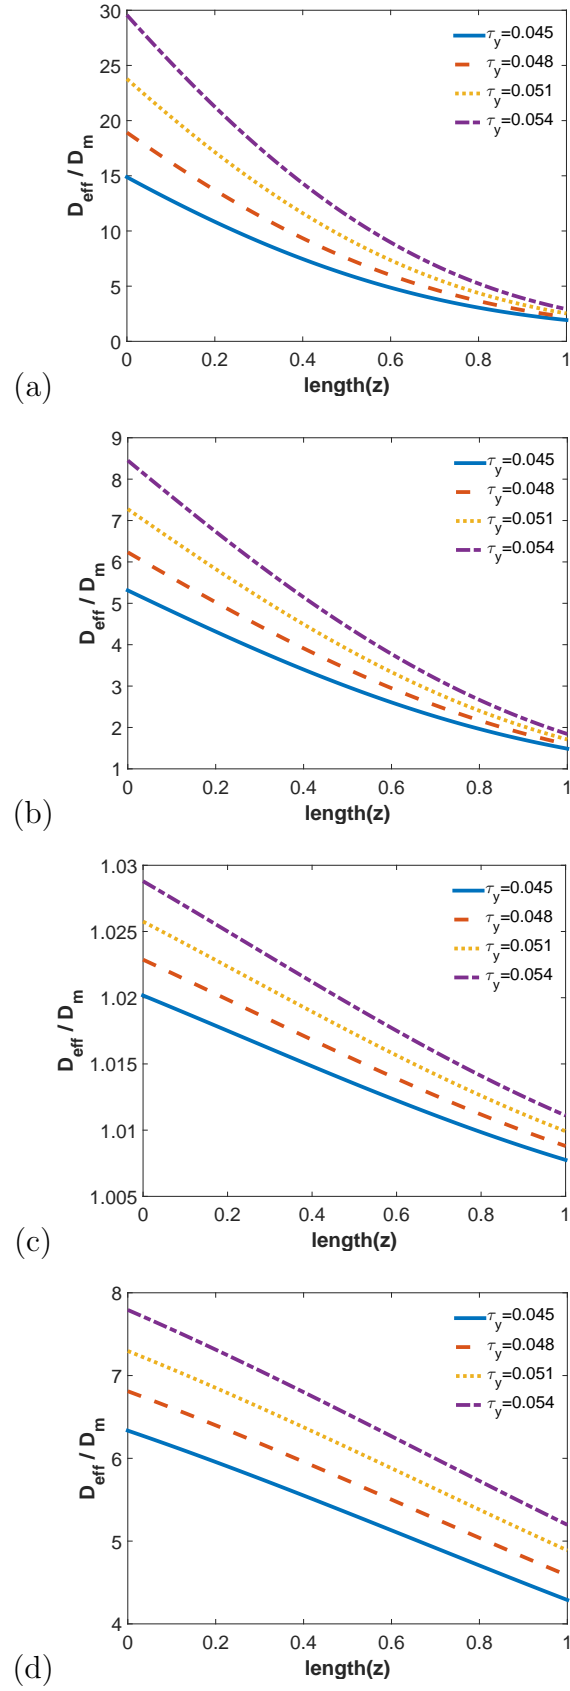 30
25
20
15
10
5
0
D_eff / D_m
τ_y=0.045
τ_y=0.048
τ_y=0.051
τ_y=0.054
0 0.2 0.4 0.6 0.8 1
length(z)
(a)
9
8
7
6
5
4
3
2
1
D_eff / D_m
τ_y=0.045
τ_y=0.048
τ_y=0.051
τ_y=0.054
0 0.2 0.4 0.6 0.8 1
length(z)
(b)
1.03
1.025
1.02
1.015
1.01
1.005
D_eff / D_m
τ_y=0.045
τ_y=0.048
τ_y=0.051
τ_y=0.054
0 0.2 0.4 0.6 0.8 1
length(z)
(c)
8
7
6
5
4
D_eff / D_m
τ_y=0.045
τ_y=0.048
τ_y=0.051
τ_y=0.054
0 0.2 0.4 0.6 0.8 1
length(z)
(d)